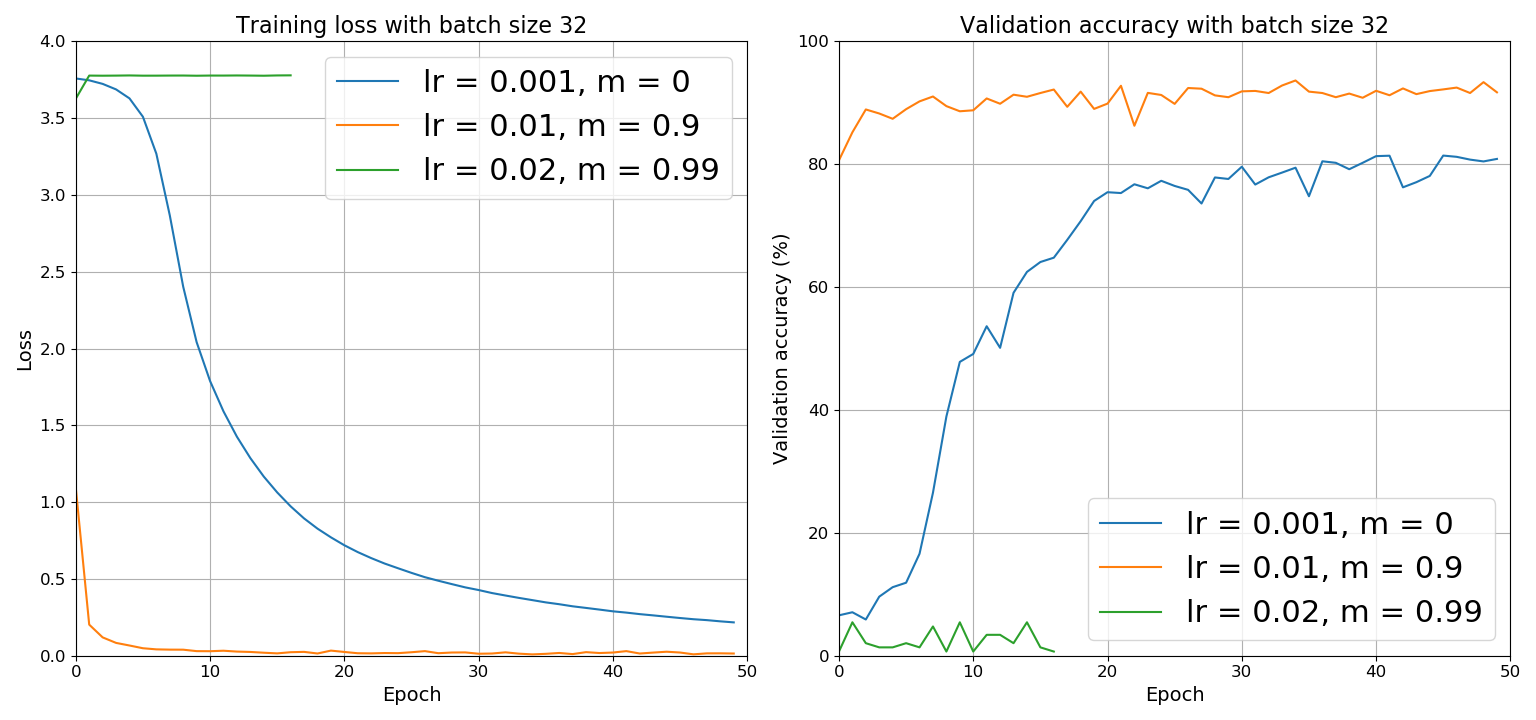 Training loss with batch size 32
4.0
3.5
3.0
2.5
2.0
1.5
1.0
0.5
0.0
Loss
0 10 20 30 40 50
Epoch
lr = 0.001, m = 0
lr = 0.01, m = 0.9
lr = 0.02, m = 0.99
Validation accuracy with batch size 32
100
80
60
40
20
0
Validation accuracy (%)
0 10 20 30 40 50
Epoch
lr = 0.001, m = 0
lr = 0.01, m = 0.9
lr = 0.02, m = 0.99